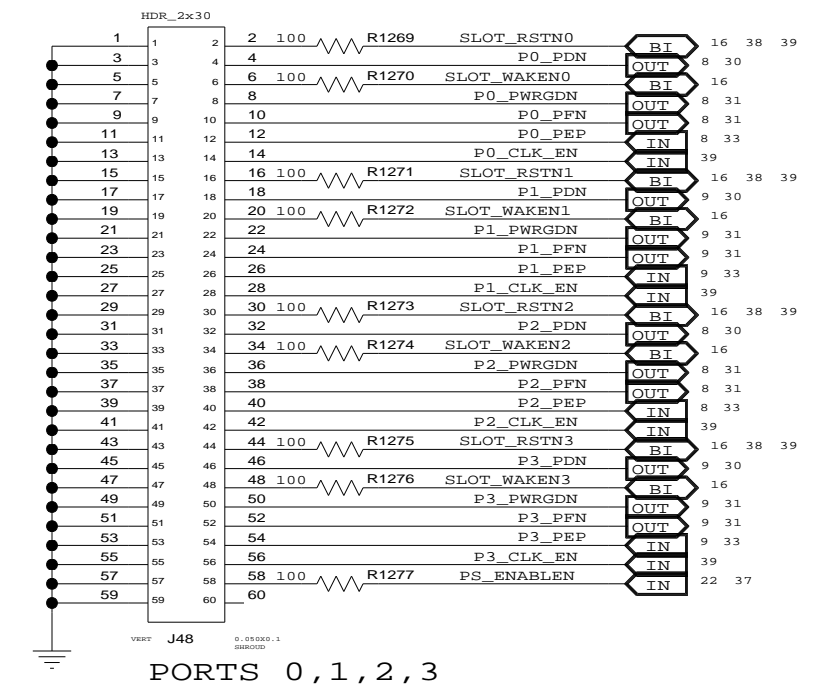 HDR_2x30
1 1 2 2 100 R1269 SLOT_RSTN0 BI 16 38 39
3 3 4 4 P0_PDN OUT 8 30
5 5 6 6 100 R1270 SLOT_WAKEN0 BI 16
7 7 8 8 P0_PWRGDN OUT 8 31
9 9 10 10 P0_PFN OUT 8 31
11 11 12 12 P0_PEP IN 8 33
13 13 14 14 P0_CLK_EN IN 39
15 15 16 16 100 R1271 SLOT_RSTN1 BI 16 38 39
17 17 18 18 P1_PDN OUT 9 30
19 19 20 20 100 R1272 SLOT_WAKEN1 BI 16
21 21 22 22 P1_PWRGDN OUT 9 31
23 23 24 24 P1_PFN OUT 9 31
25 25 26 26 P1_PEP IN 9 33
27 27 28 28 P1_CLK_EN IN 39
29 29 30 30 100 R1273 SLOT_RSTN2 BI 16 38 39
31 31 32 32 P2_PDN OUT 8 30
33 33 34 34 100 R1274 SLOT_WAKEN2 BI 16
35 35 36 36 P2_PWRGDN OUT 8 31
37 37 38 38 P2_PFN OUT 8 31
39 39 40 40 P2_PEP IN 8 33
41 41 42 42 P2_CLK_EN IN 39
43 43 44 44 100 R1275 SLOT_RSTN3 BI 16 38 39
45 45 46 46 P3_PDN OUT 9 30
47 47 48 48 100 R1276 SLOT_WAKEN3 BI 16
49 49 50 50 P3_PWRGDN OUT 9 31
51 51 52 52 P3_PFN OUT 9 31
53 53 54 54 P3_PEP IN 9 33
55 55 56 56 P3_CLK_EN IN 39
57 57 58 58 100 R1277 PS_ENABLEN IN 22 37
59 59 60 60
VERT J48 0.050X0.1
SHROUD
PORTS 0,1,2,3